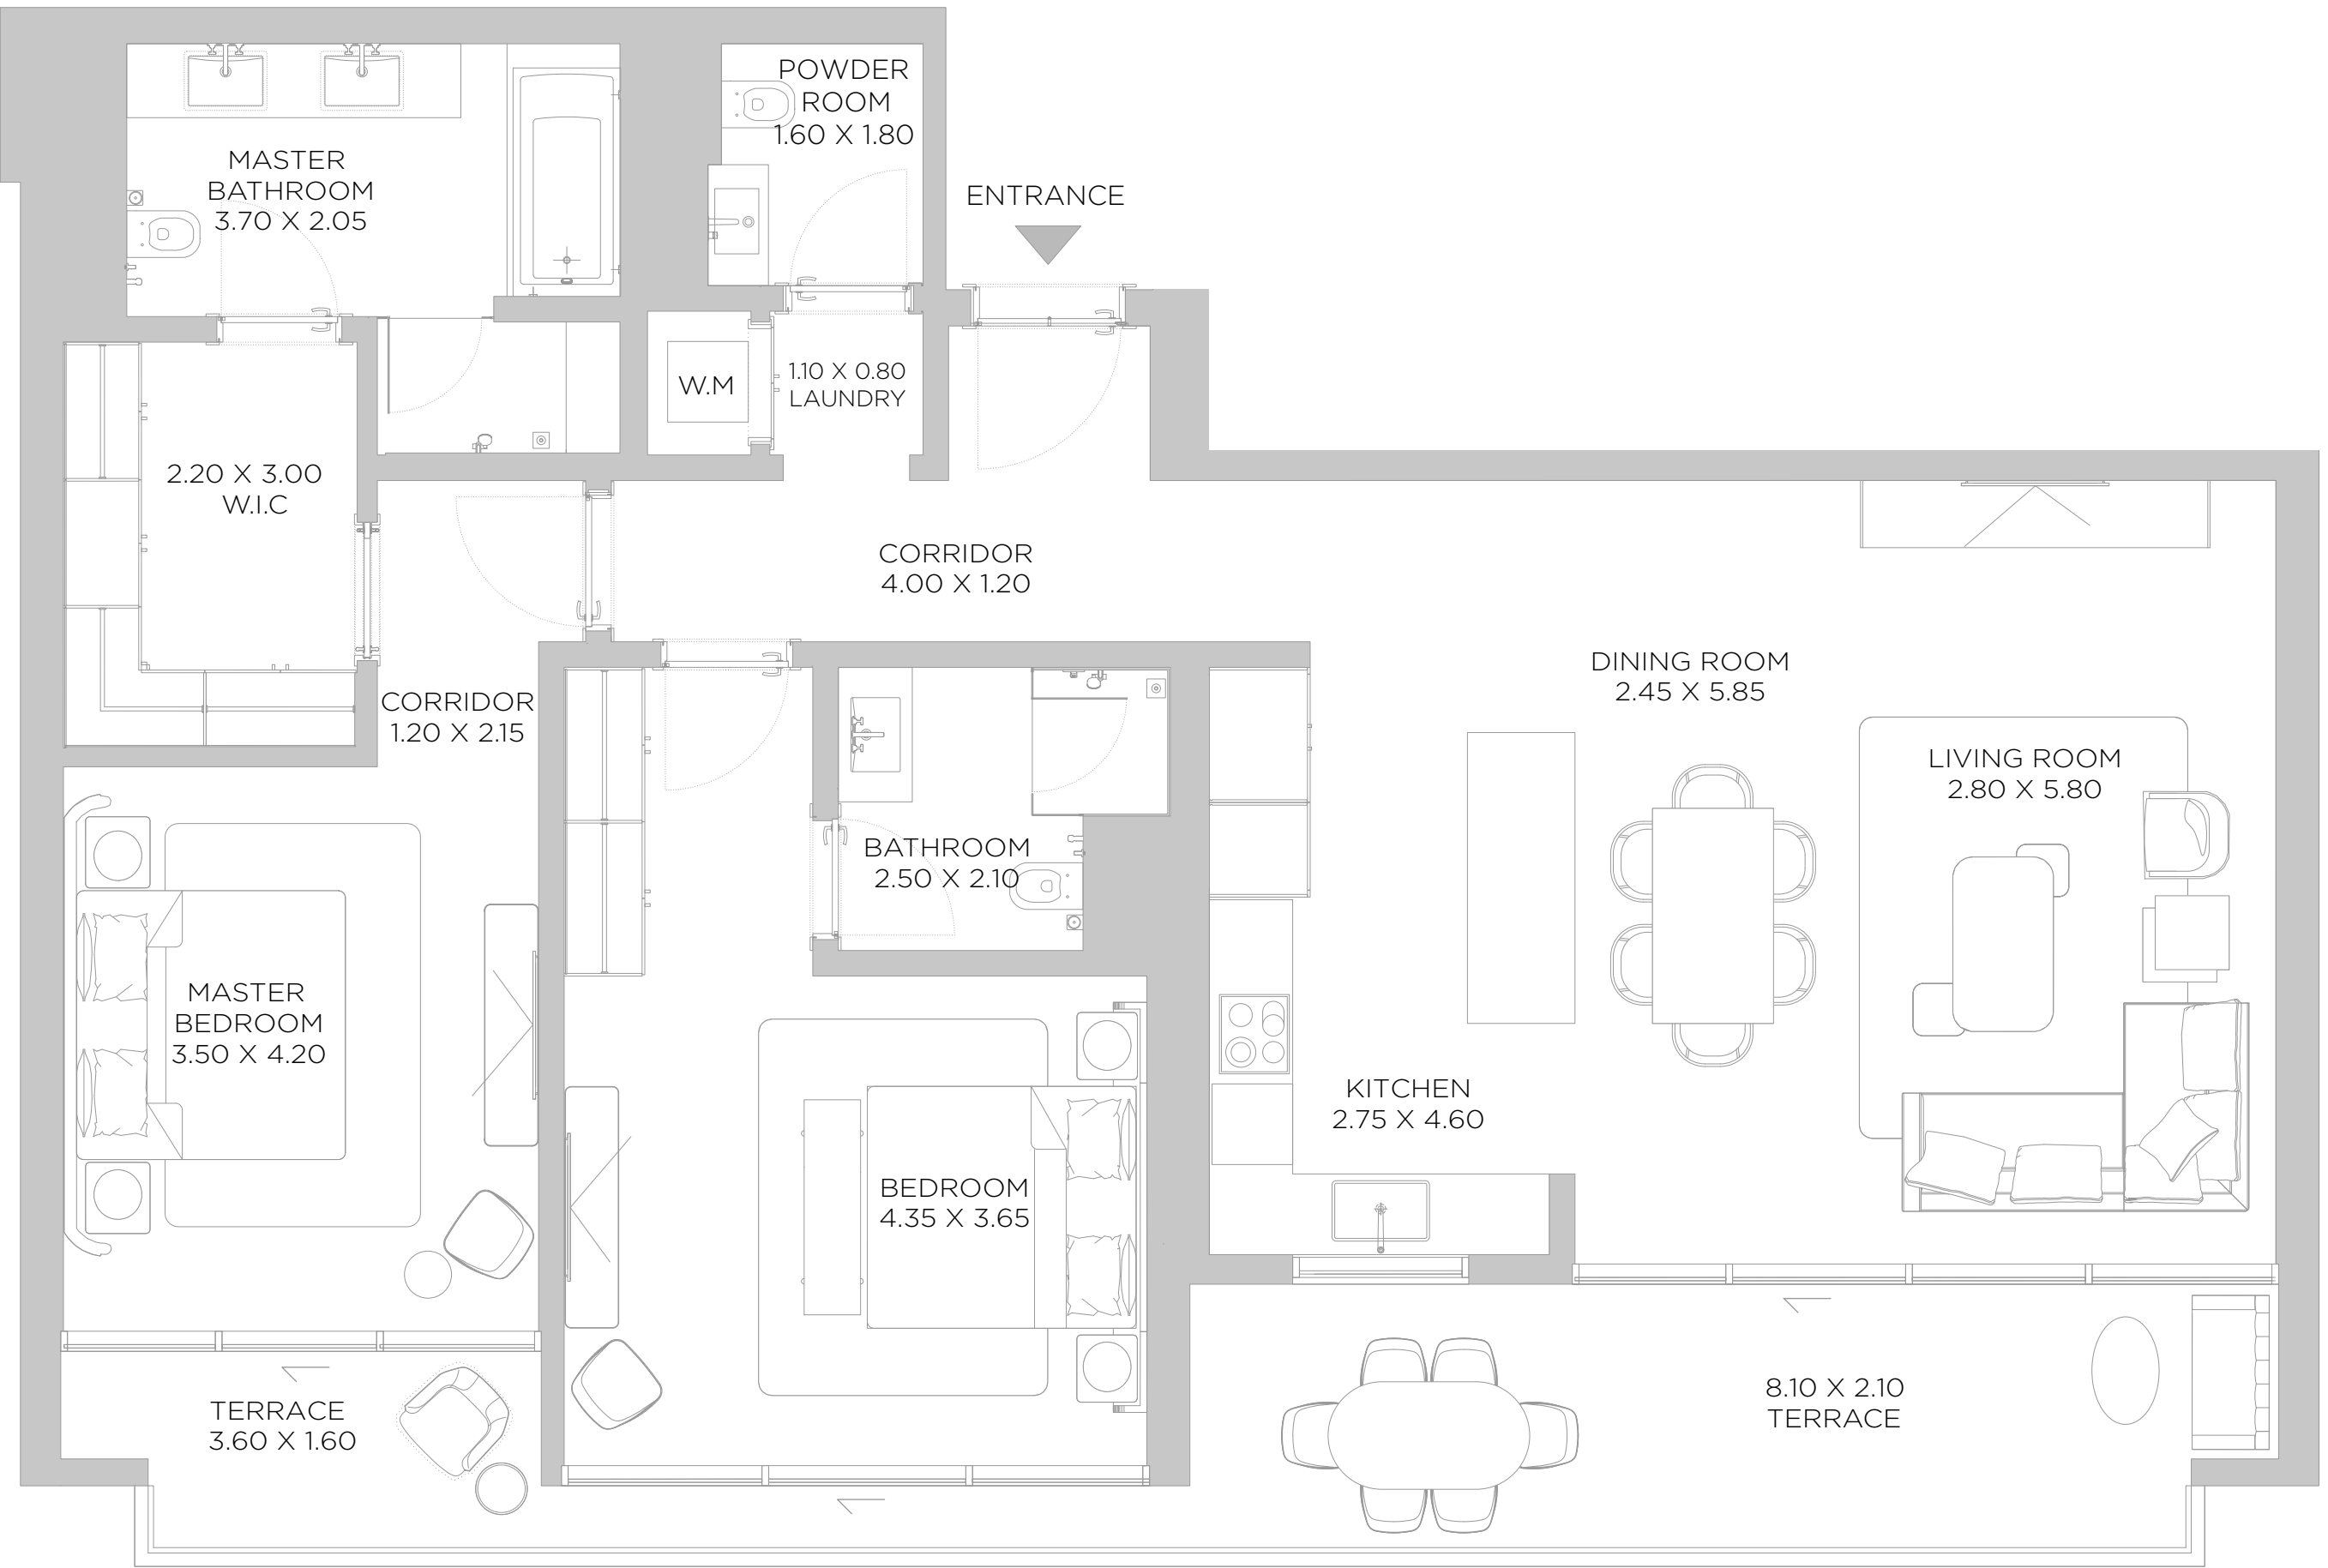 POWDER
ROOM
1.60 X 1.80
MASTER
BATHROOM
3.70 X 2.05
ENTRANCE
W.M
1.10 X 0.80
LAUNDRY
2.20 X 3.00
W.I.C
CORRIDOR
4.00 X 1.20
DINING ROOM
2.45 X 5.85
CORRIDOR
1.20 X 2.15
LIVING ROOM
2.80 X 5.80
BATHROOM
2.50 X 2.10
MASTER
BEDROOM
3.50 X 4.20
KITCHEN
2.75 X 4.60
BEDROOM
4.35 X 3.65
TERRACE
3.60 X 1.60
8.10 X 2.10
TERRACE